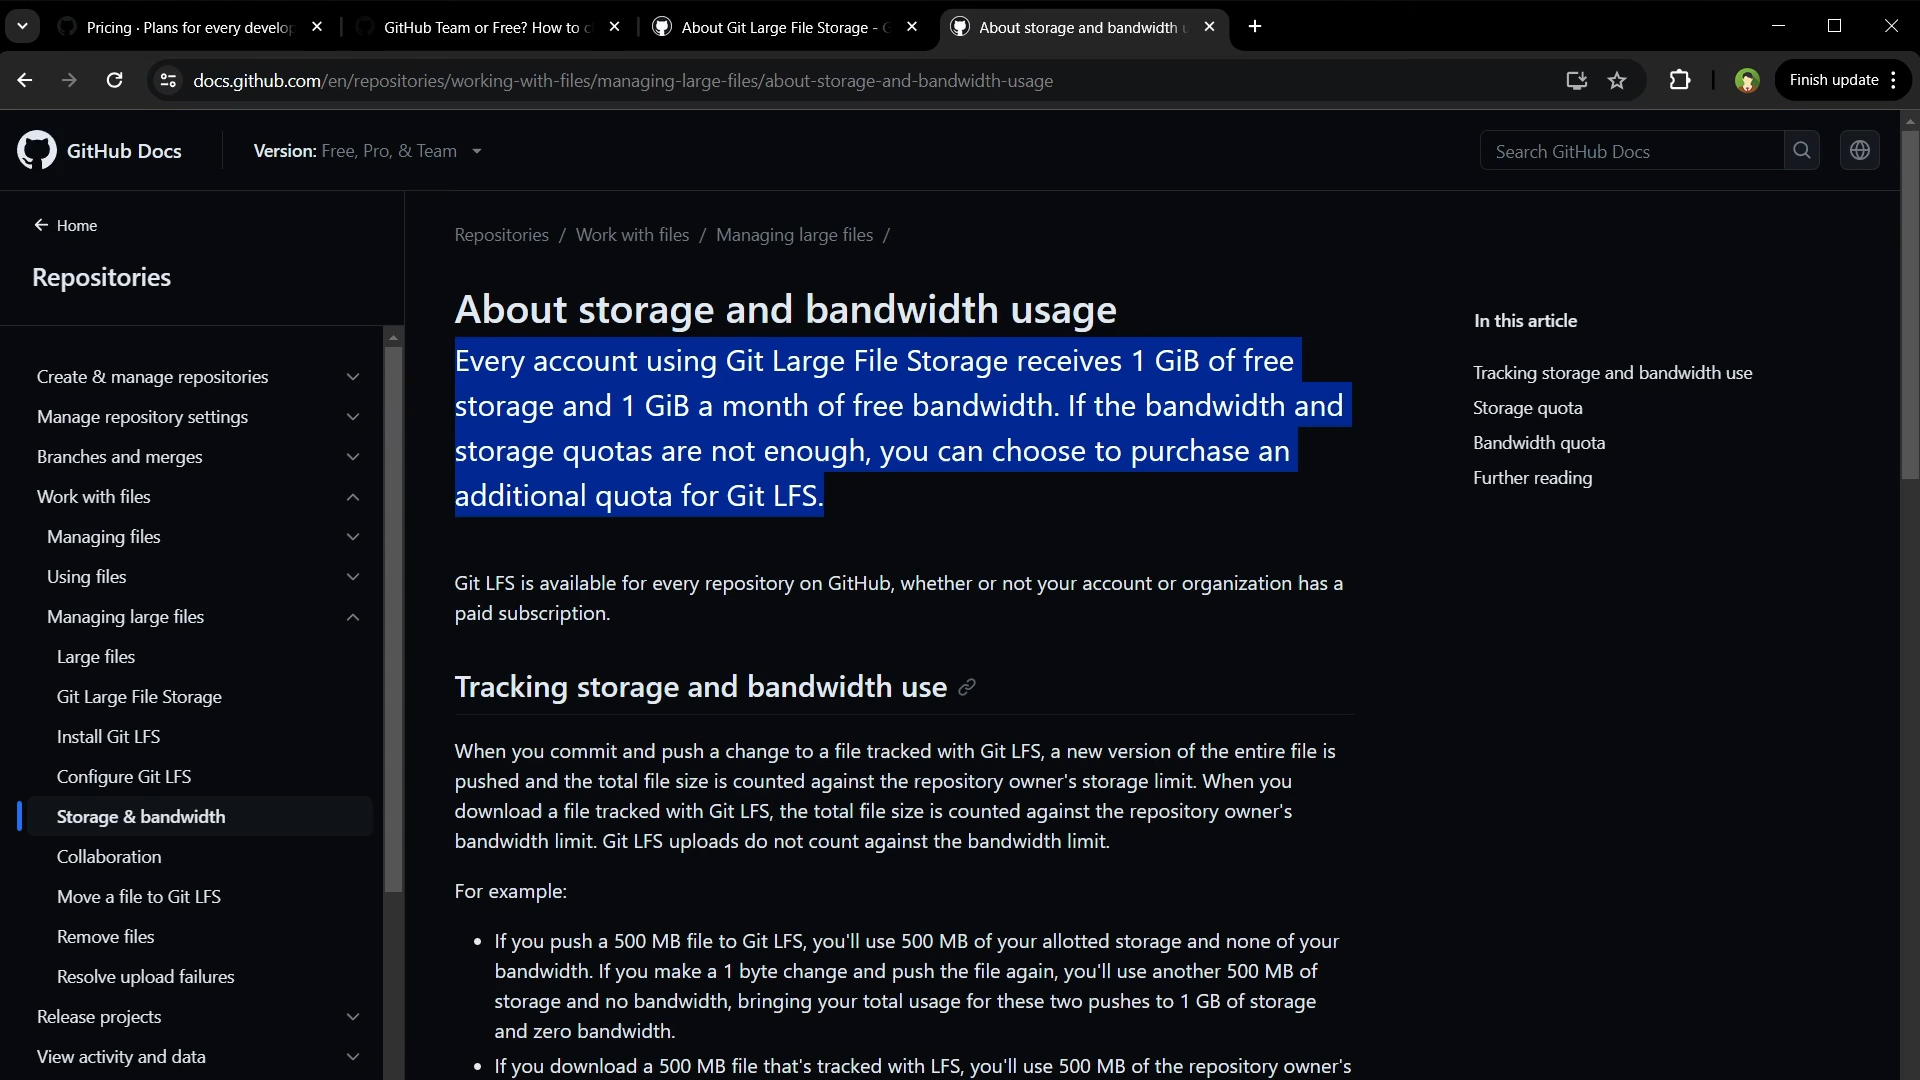 Pricing · Plans for every develop
GitHub Team or Free? How to c
About Git Large File Storage - G
About storage and bandwidth u
docs.github.com/en/repositories/working-with-files/managing-large-files/about-storage-and-bandwidth-usage
Finish update
GitHub Docs
Version: Free, Pro, & Team
Search GitHub Docs
Home
Repositories
Create & manage repositories
Manage repository settings
Branches and merges
Work with files
Managing files
Using files
Managing large files
Large files
Git Large File Storage
Install Git LFS
Configure Git LFS
Storage & bandwidth
Collaboration
Move a file to Git LFS
Remove files
Resolve upload failures
Release projects
View activity and data
Repositories / Work with files / Managing large files /
About storage and bandwidth usage
Every account using Git Large File Storage receives 1 GiB of free
storage and 1 GiB a month of free bandwidth. If the bandwidth and
storage quotas are not enough, you can choose to purchase an
additional quota for Git LFS.
Git LFS is available for every repository on GitHub, whether or not your account or organization has a
paid subscription.
Tracking storage and bandwidth use
When you commit and push a change to a file tracked with Git LFS, a new version of the entire file is
pushed and the total file size is counted against the repository owner's storage limit. When you
download a file tracked with Git LFS, the total file size is counted against the repository owner's
bandwidth limit. Git LFS uploads do not count against the bandwidth limit.
For example:
• If you push a 500 MB file to Git LFS, you'll use 500 MB of your allotted storage and none of your
bandwidth. If you make a 1 byte change and push the file again, you'll use another 500 MB of
storage and no bandwidth, bringing your total usage for these two pushes to 1 GB of storage
and zero bandwidth.
• If you download a 500 MB file that's tracked with LFS, you'll use 500 MB of the repository owner's
In this article
Tracking storage and bandwidth use
Storage quota
Bandwidth quota
Further reading